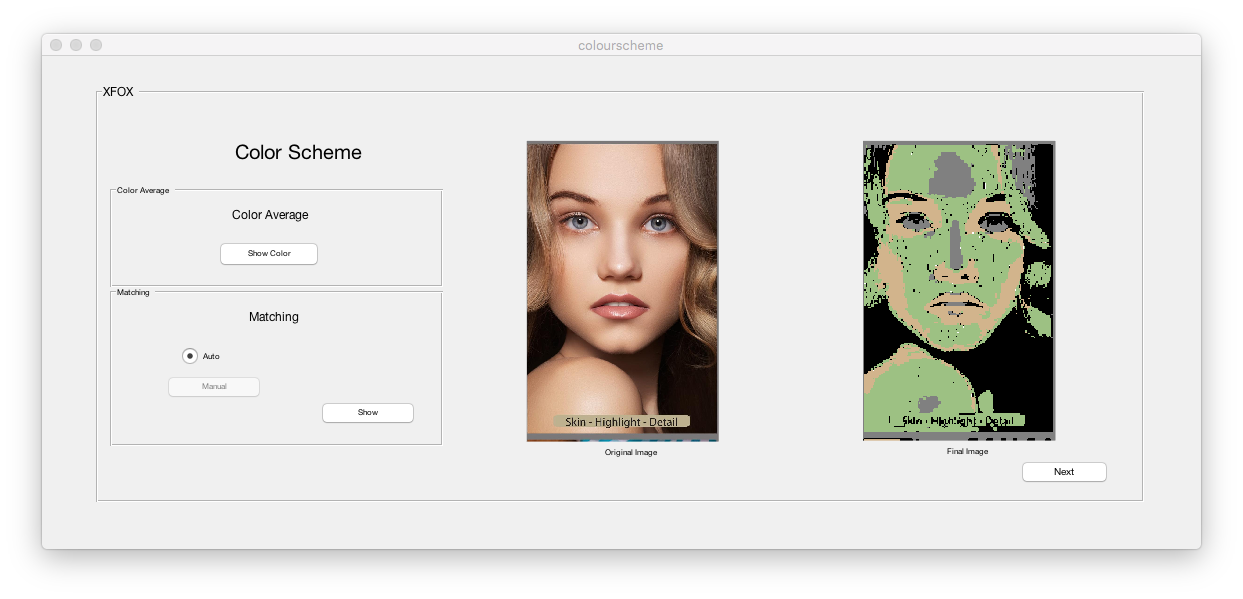 colourscheme
XFOX
Color Scheme
Color Average
Color Average
Show Color
Matching
Matching
Auto
Manual
Show
Skin - Highlight - Detail
Original Image
Skin - Highlight - Detail
Final Image
Next